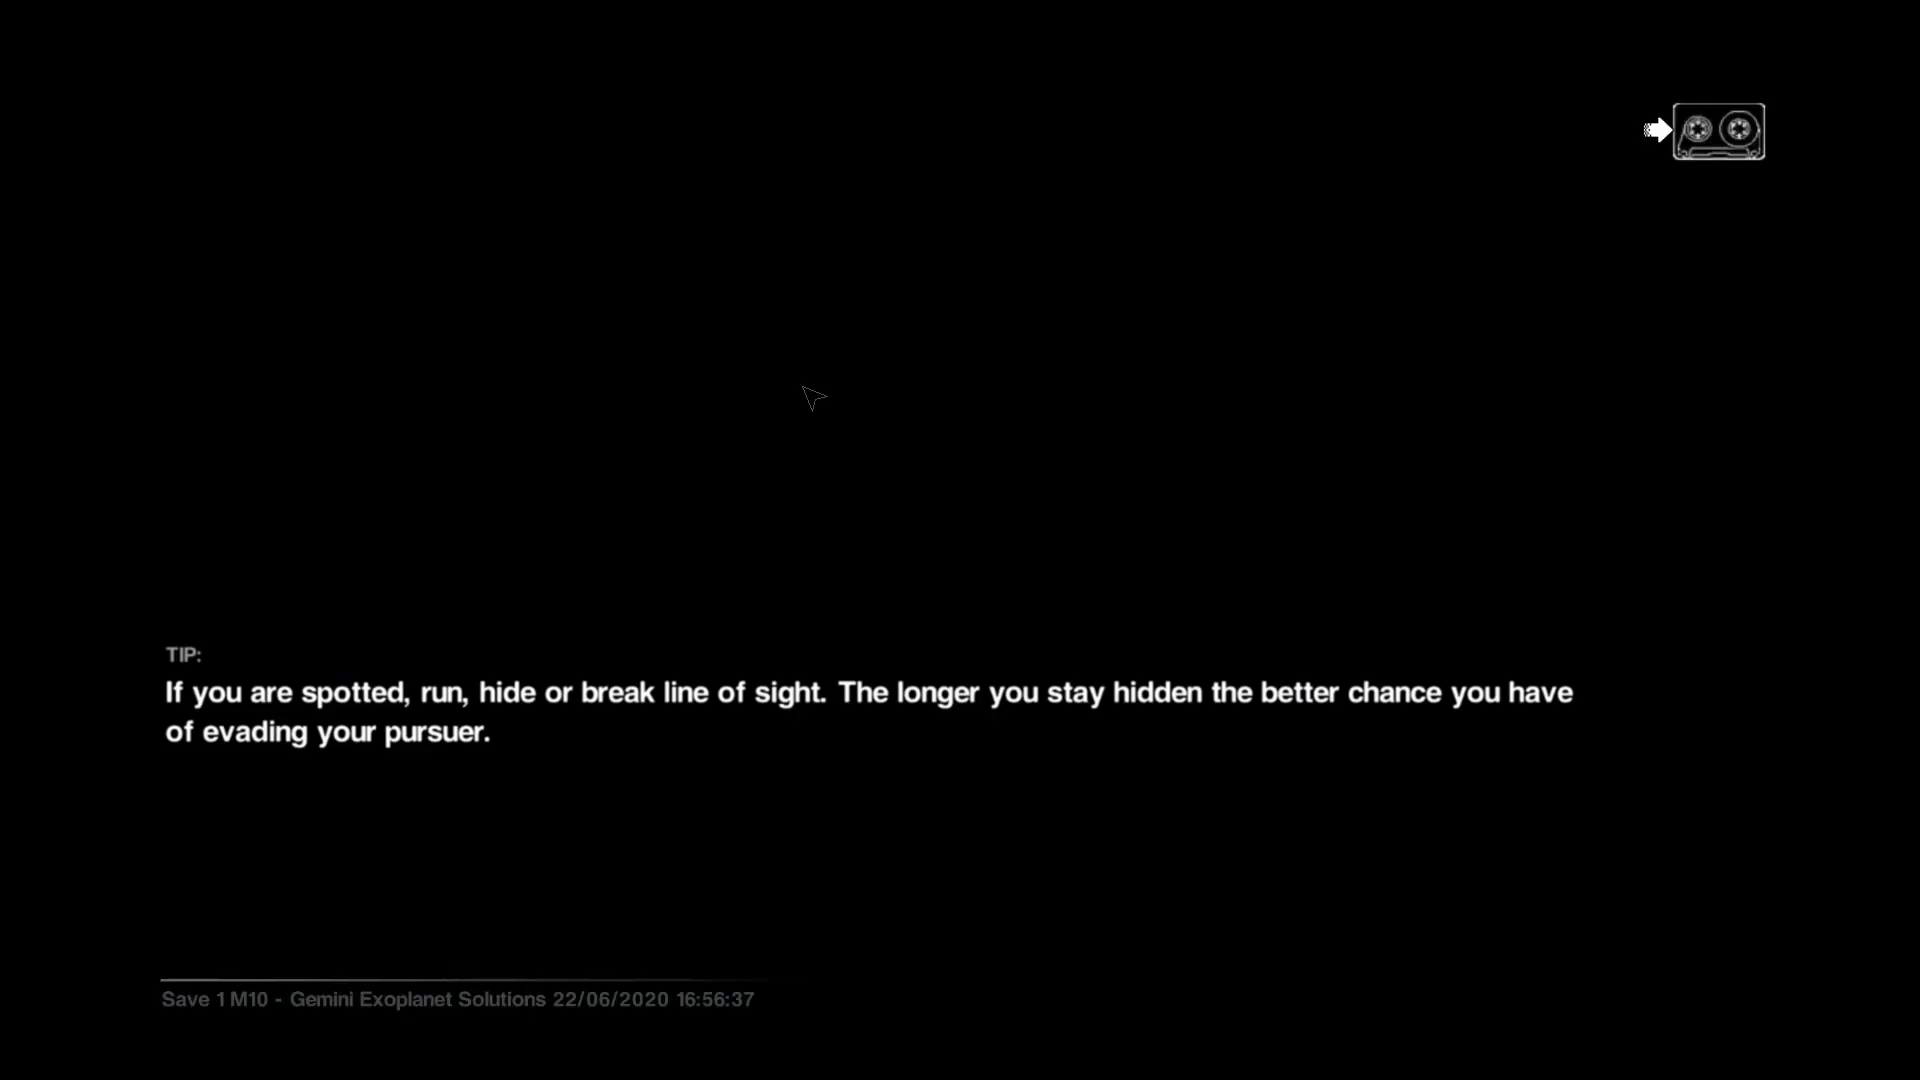 TIP:
If you are spotted, run, hide or break line of sight. The longer you stay hidden the better chance you have
of evading your pursuer.
Save 1 M10 - Gemini Exoplanet Solutions 22/06/2020 16:56:37